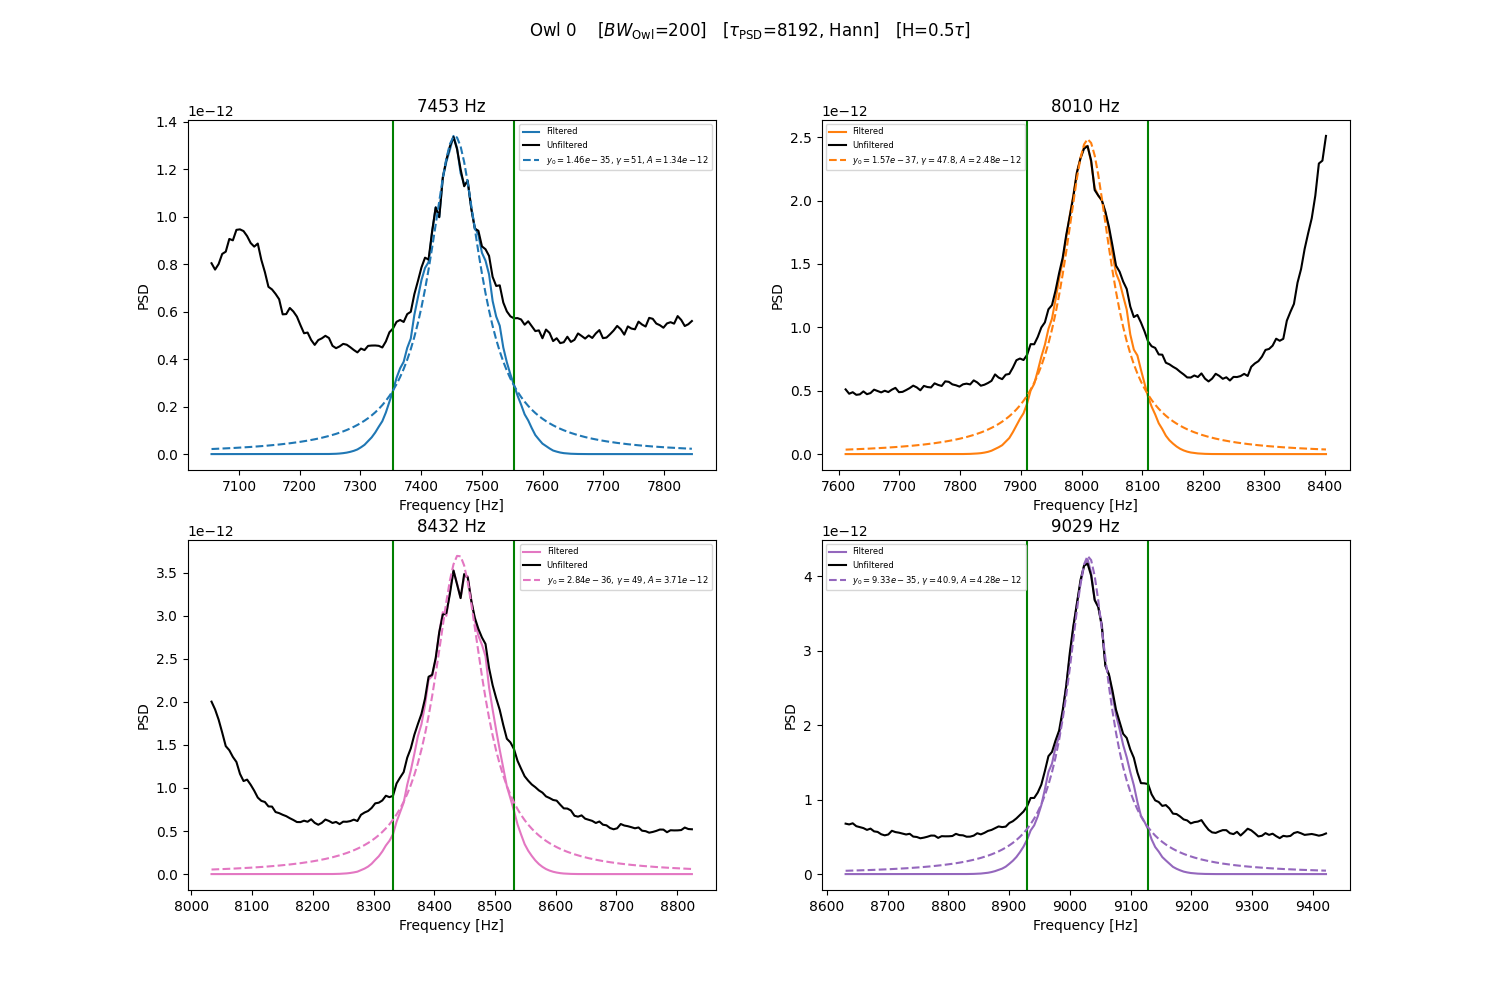 Owl 0 [BW_Owl=200] [τ_PSD=8192, Hann] [H=0.5τ]
7453 Hz
1e−12
PSD
1.4
1.2
1.0
0.8
0.6
0.4
0.2
0.0
Filtered
Unfiltered
y₀ = 1.46e − 35, γ = 51, A = 1.34e − 12
7100 7200 7300 7400 7500 7600 7700 7800
Frequency [Hz]
8010 Hz
1e−12
PSD
2.5
2.0
1.5
1.0
0.5
0.0
Filtered
Unfiltered
y₀ = 1.57e − 37, γ = 47.8, A = 2.48e − 12
7600 7700 7800 7900 8000 8100 8200 8300 8400
Frequency [Hz]
8432 Hz
1e−12
PSD
3.5
3.0
2.5
2.0
1.5
1.0
0.5
0.0
Filtered
Unfiltered
y₀ = 2.84e − 36, γ = 49, A = 3.71e − 12
8000 8100 8200 8300 8400 8500 8600 8700 8800
Frequency [Hz]
9029 Hz
1e−12
PSD
4
3
2
1
0
Filtered
Unfiltered
y₀ = 9.33e − 35, γ = 40.9, A = 4.28e − 12
8600 8700 8800 8900 9000 9100 9200 9300 9400
Frequency [Hz]